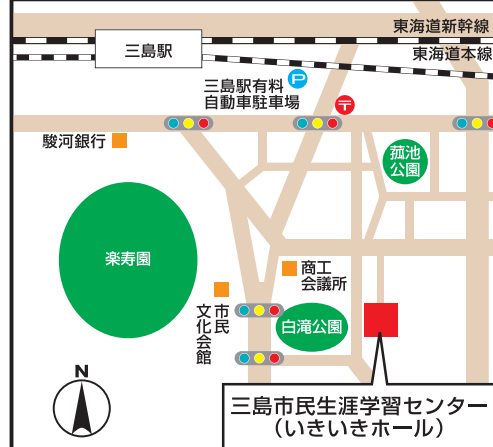 東海道新幹線
三島駅
東海道本線
三島駅有料
自動車駐車場
P
〒
駿河銀行
菰池
公園
楽寿園
商工
会議所
市民
文化会館
白滝公園
N
三島市民生涯学習センター
(いきいきホール)